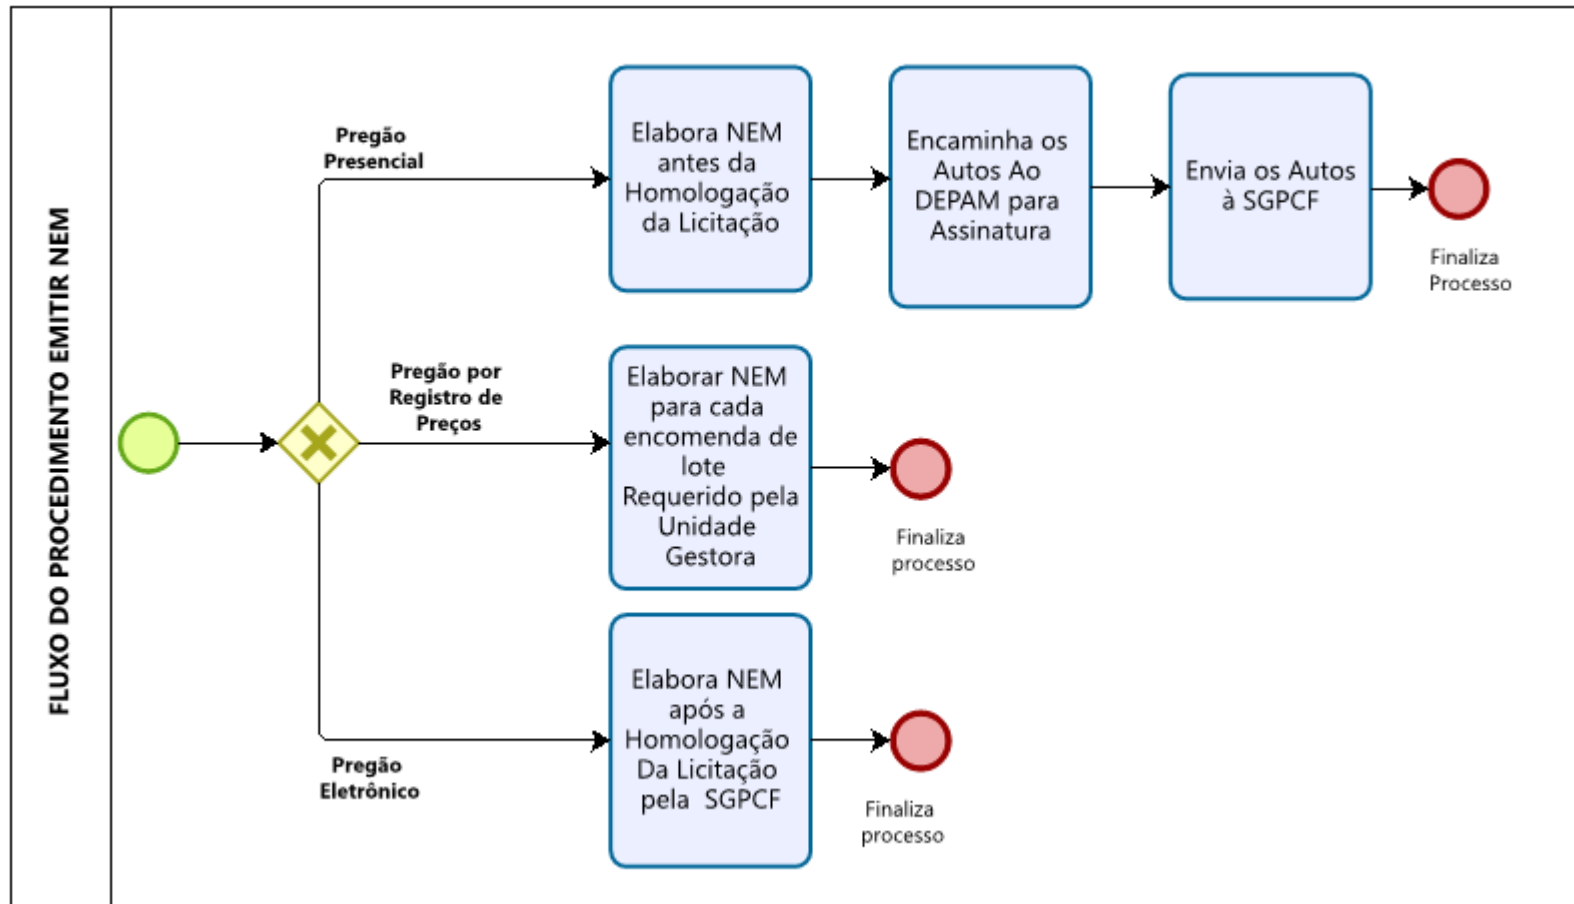 FLUXO DO PROCEDIMENTO EMITIR NEM
Pregão
Presencial
Elabora NEM
antes da
Homologação
da Licitação
Encaminha os
Autos Ao
DEPAM para
Assinatura
Envia os Autos
à SGPCF
Finaliza
Processo
Pregão por
Registro de
Preços
Elaborar NEM
para cada
encomenda de
lote
Requerido pela
Unidade
Gestora
Finaliza
processo
Pregão
Eletrônico
Elabora NEM
após a
Homologação
Da Licitação
pela SGPCF
Finaliza
processo